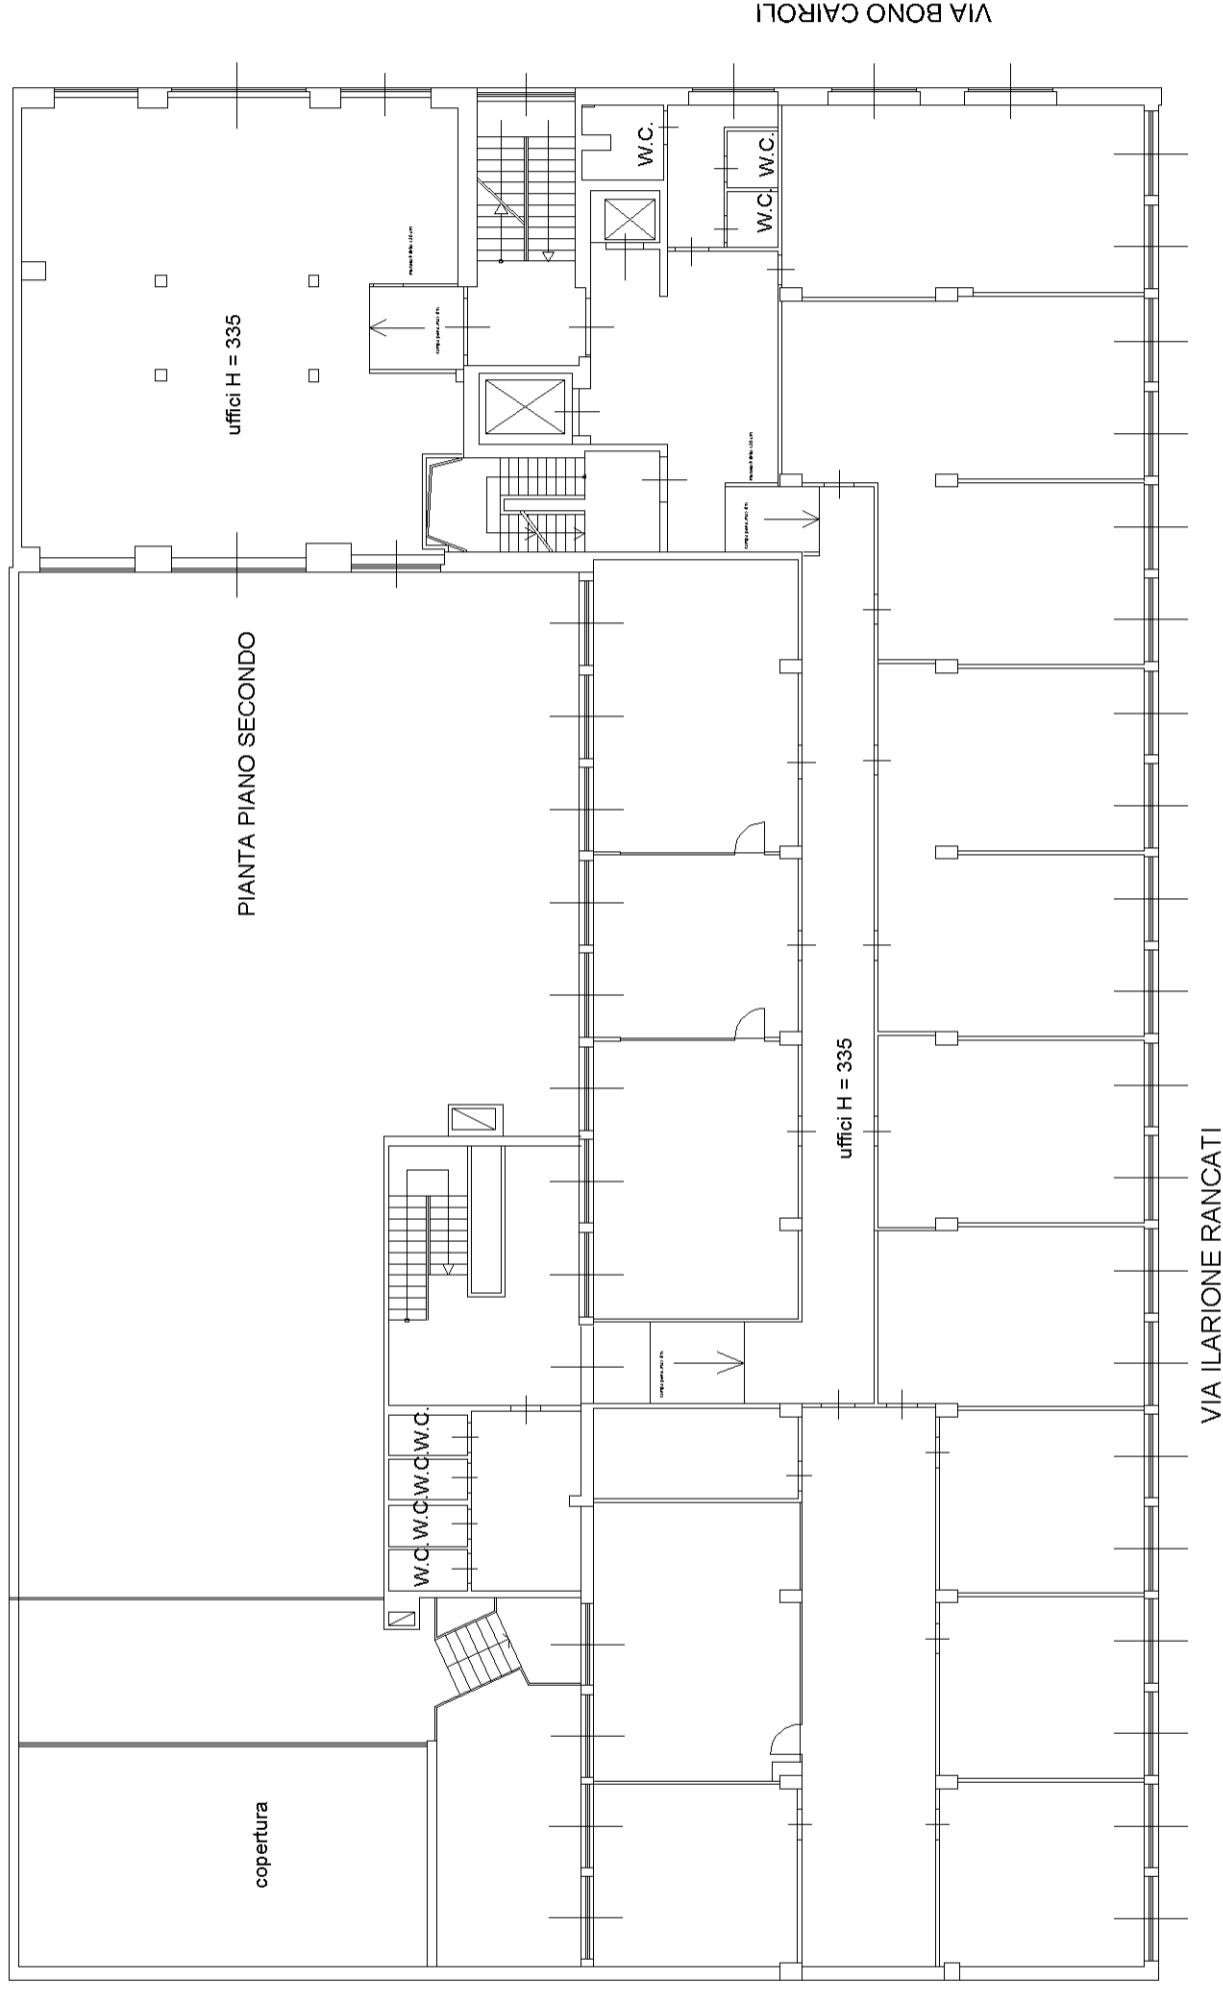 VIA BONO CAIROLI
W.C.
W.C.
W.C.
uffici H = 335
PIANTA PIANO SECONDO
uffici H = 335
VIA ILARIONE RANCATI
W.C.
W.C.
W.C.
W.C.
copertura